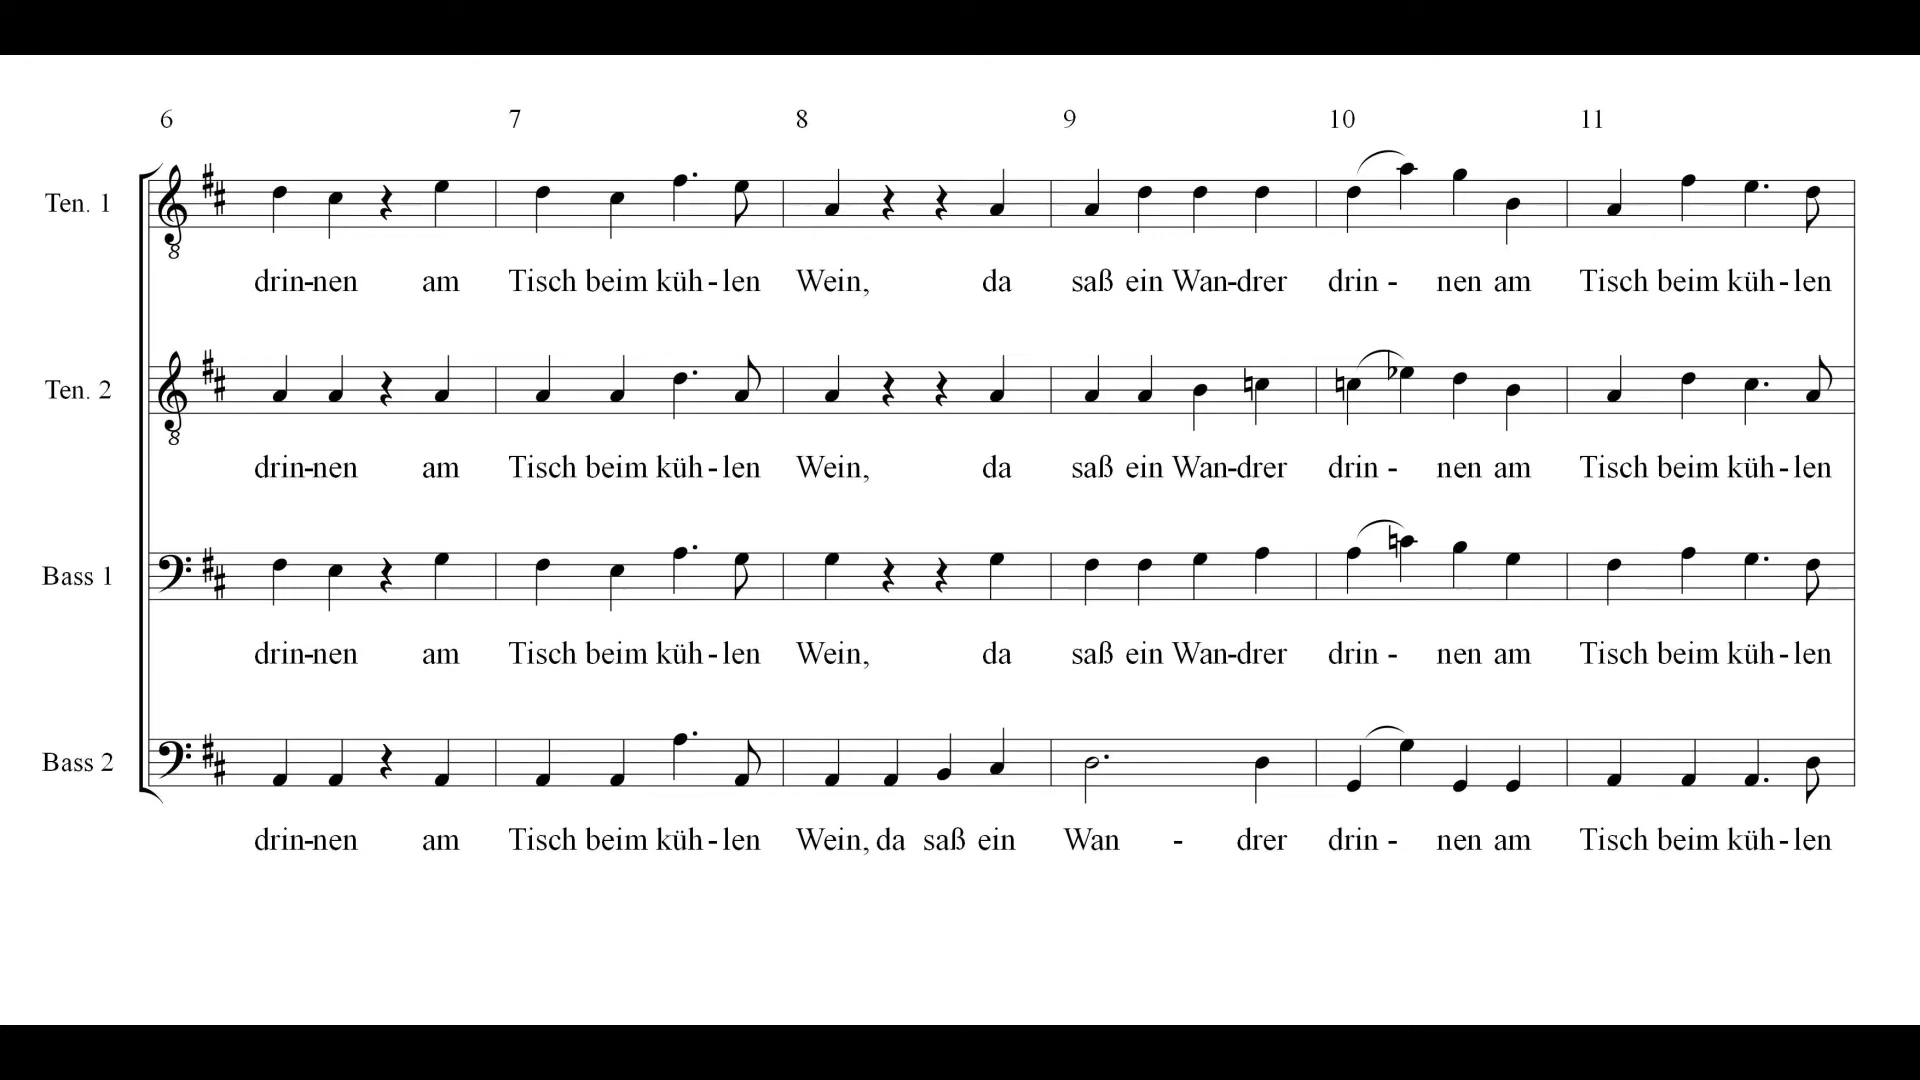 6 7 8 9 10 11
Ten. 1
8
drin-nen am Tisch beim küh-len Wein, da saß ein Wan-drer drin - nen am Tisch beim küh-len
Ten. 2
8
drin-nen am Tisch beim küh-len Wein, da saß ein Wan-drer drin - nen am Tisch beim küh-len
Bass 1
drin-nen am Tisch beim küh-len Wein, da saß ein Wan-drer drin - nen am Tisch beim küh-len
Bass 2
drin-nen am Tisch beim küh-len Wein, da saß ein Wan - drer drin - nen am Tisch beim küh-len